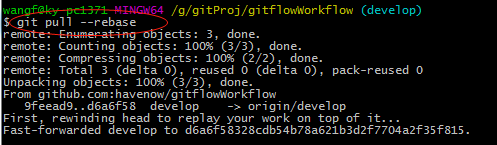 wangf@ky-pc1371 MINGW64 /g/gitProj/gitflowWorkflow (develop)
$ git pull --rebase
remote: Enumerating objects: 3, done.
remote: Counting objects: 100% (3/3), done.
remote: Compressing objects: 100% (2/2), done.
remote: Total 3 (delta 0), reused 0 (delta 0), pack-reused 0
Unpacking objects: 100% (3/3), done.
From github.com:havenow/gitflowWorkflow
   9feead9..d6a6f58  develop    -> origin/develop
First, rewinding head to replay your work on top of it...
Fast-forwarded develop to d6a6f58328cdb54b78a621b3d2f7704a2f35f815.